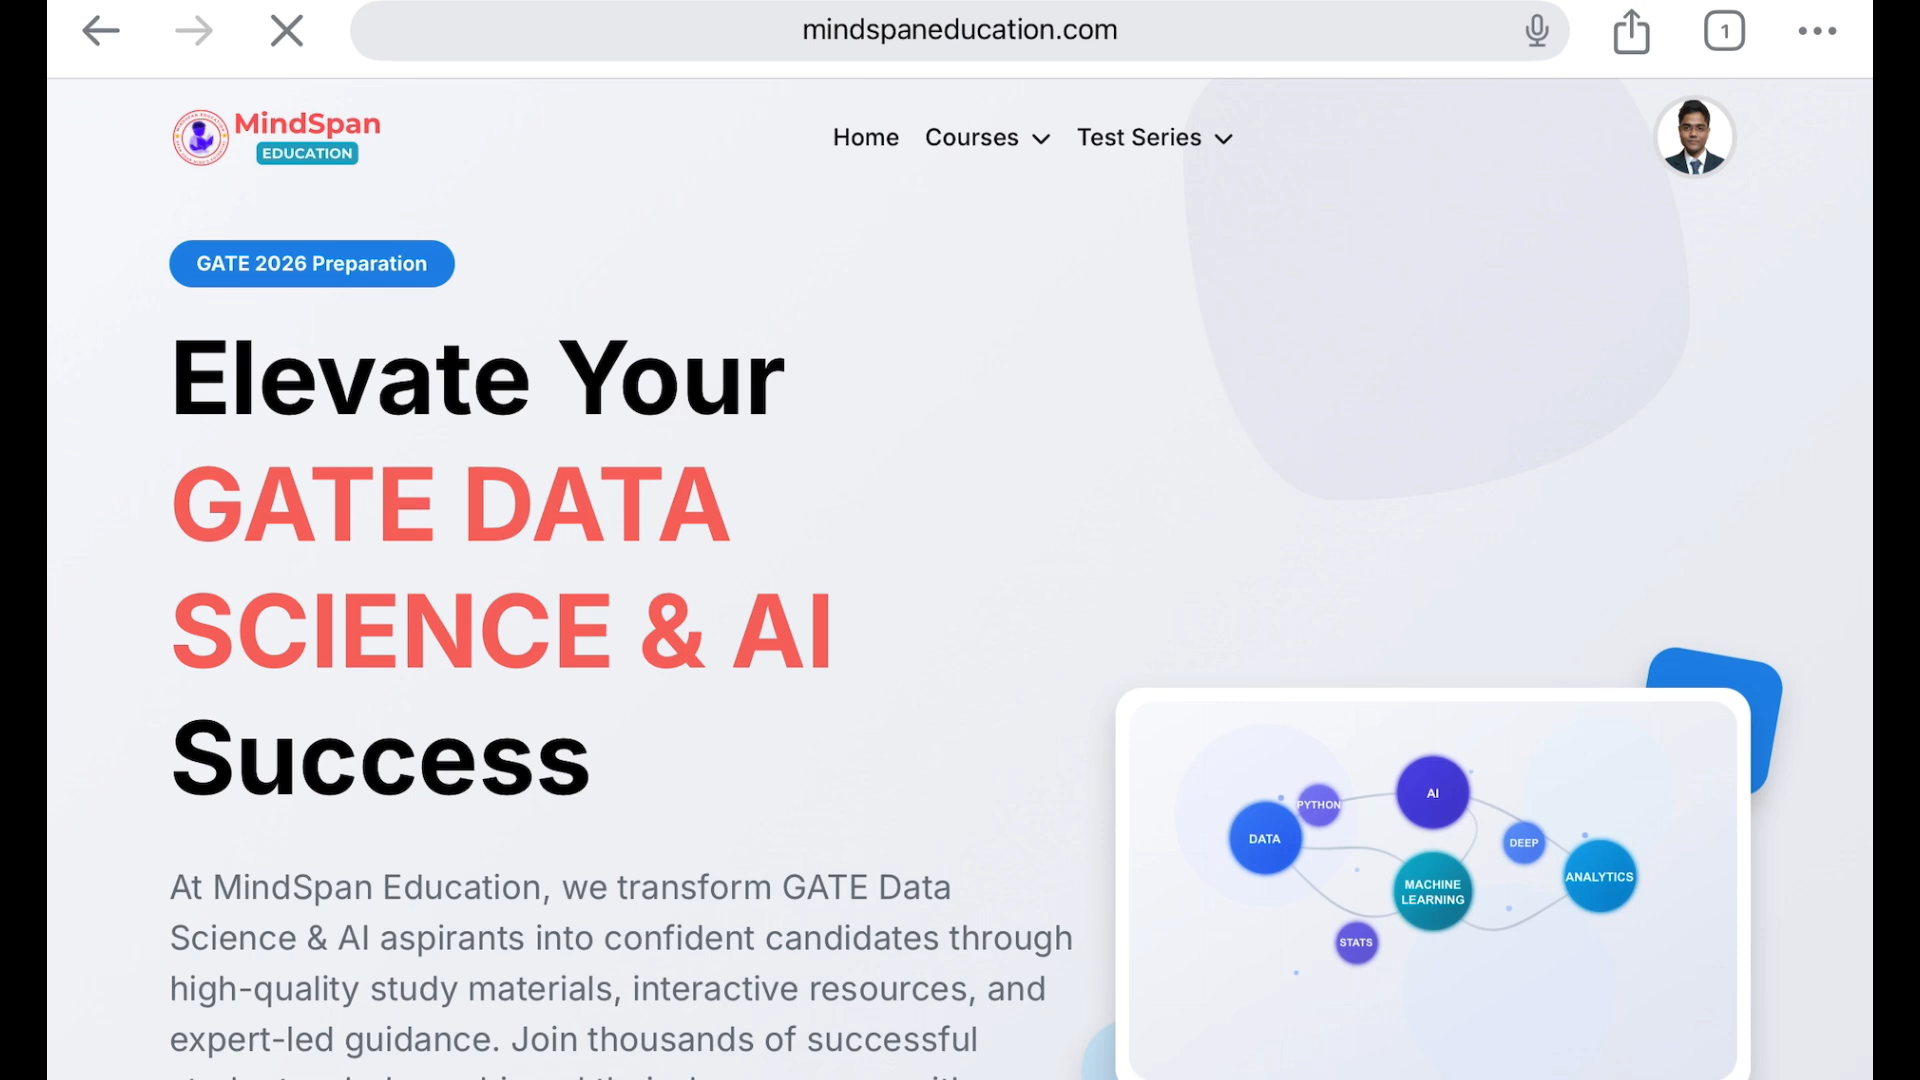 mindspaneducation.com
1
MindSpan
EDUCATION
Home
Courses
Test Series
GATE 2026 Preparation
Elevate Your
GATE DATA
SCIENCE & AI
Success
At MindSpan Education, we transform GATE Data
Science & AI aspirants into confident candidates through
high-quality study materials, interactive resources, and
expert-led guidance. Join thousands of successful
PYTHON
AI
DATA
DEEP
MACHINE
LEARNING
ANALYTICS
STATS